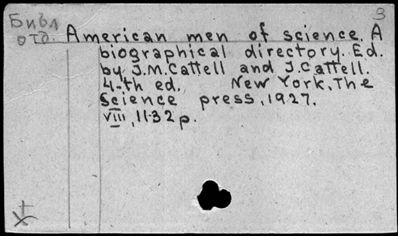 3
Библ
отд. American men of science. A
biographical directory. Ed.
by J.M.Cattell and J.Cattell.
4-th ed. New York, The
Science press, 1927.
VIII, 1132 p.